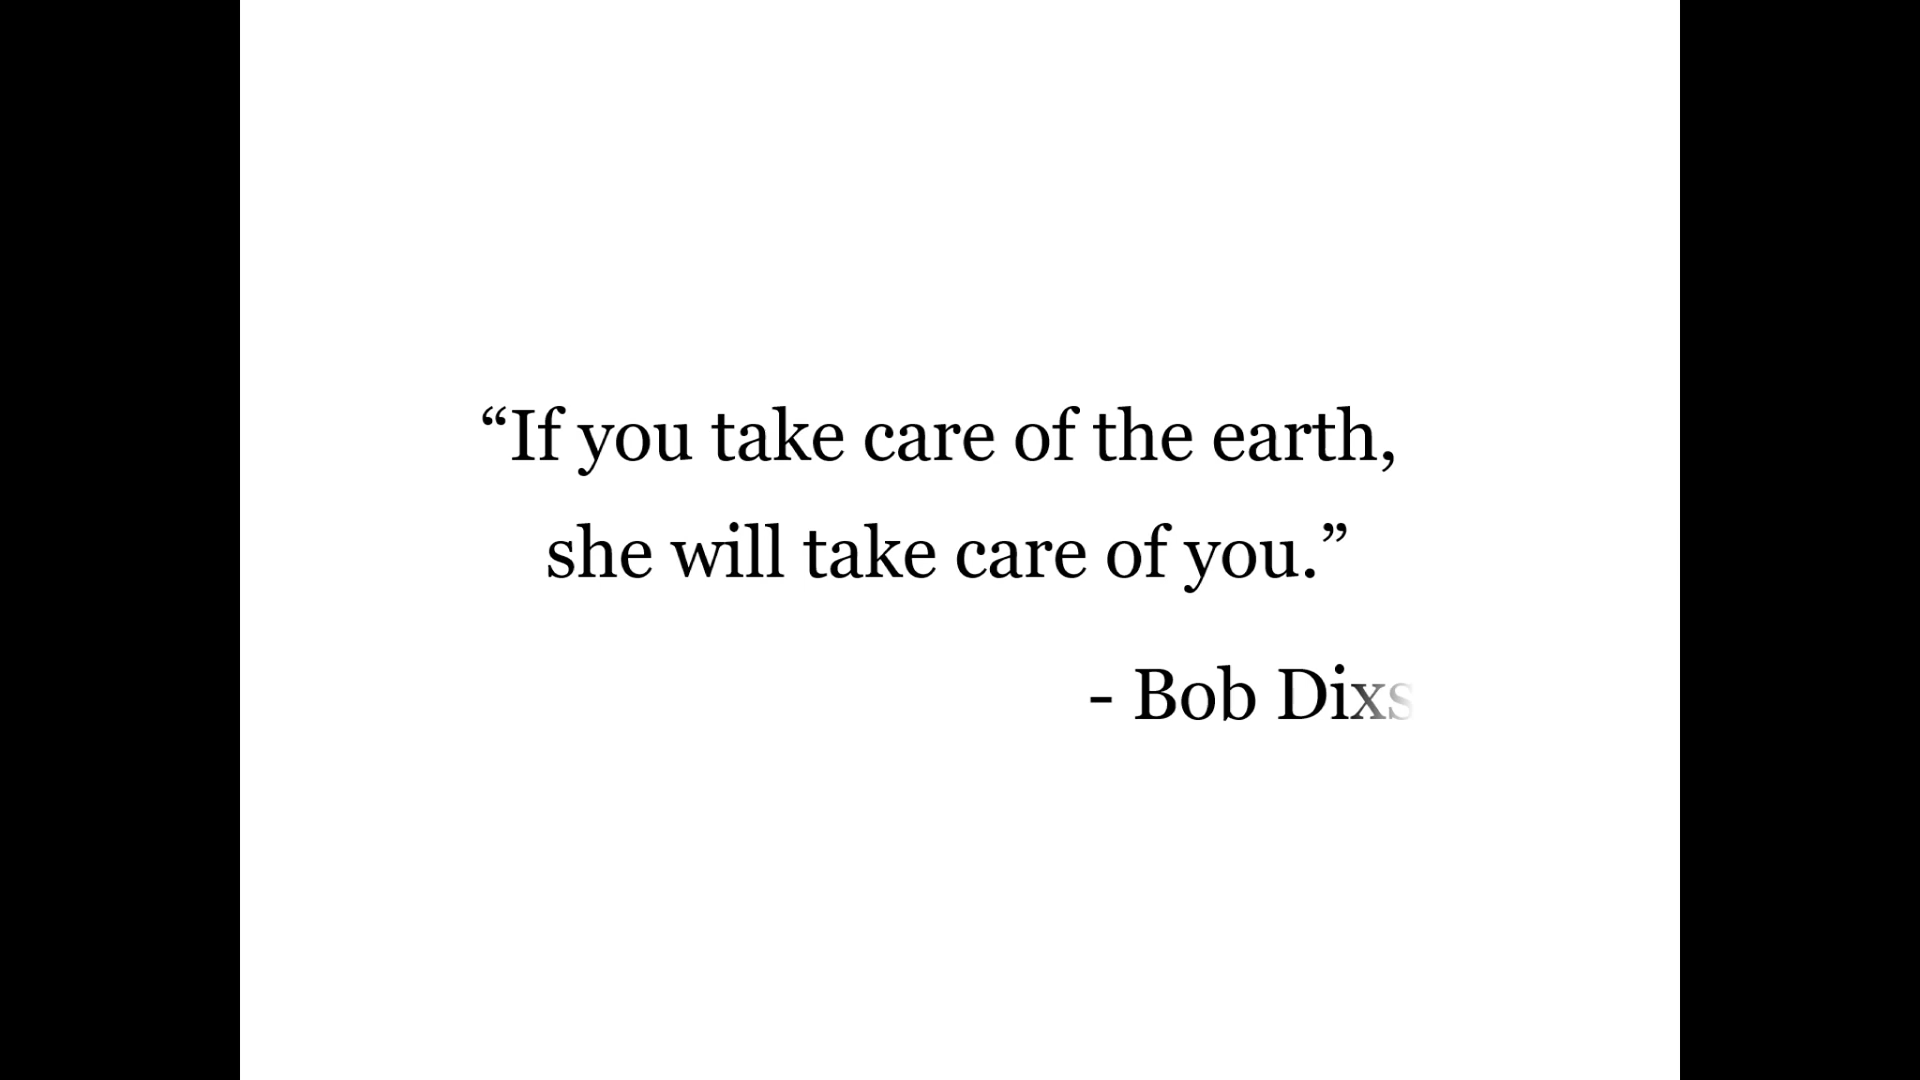 “If you take care of the earth,
she will take care of you.”
- Bob Dixs